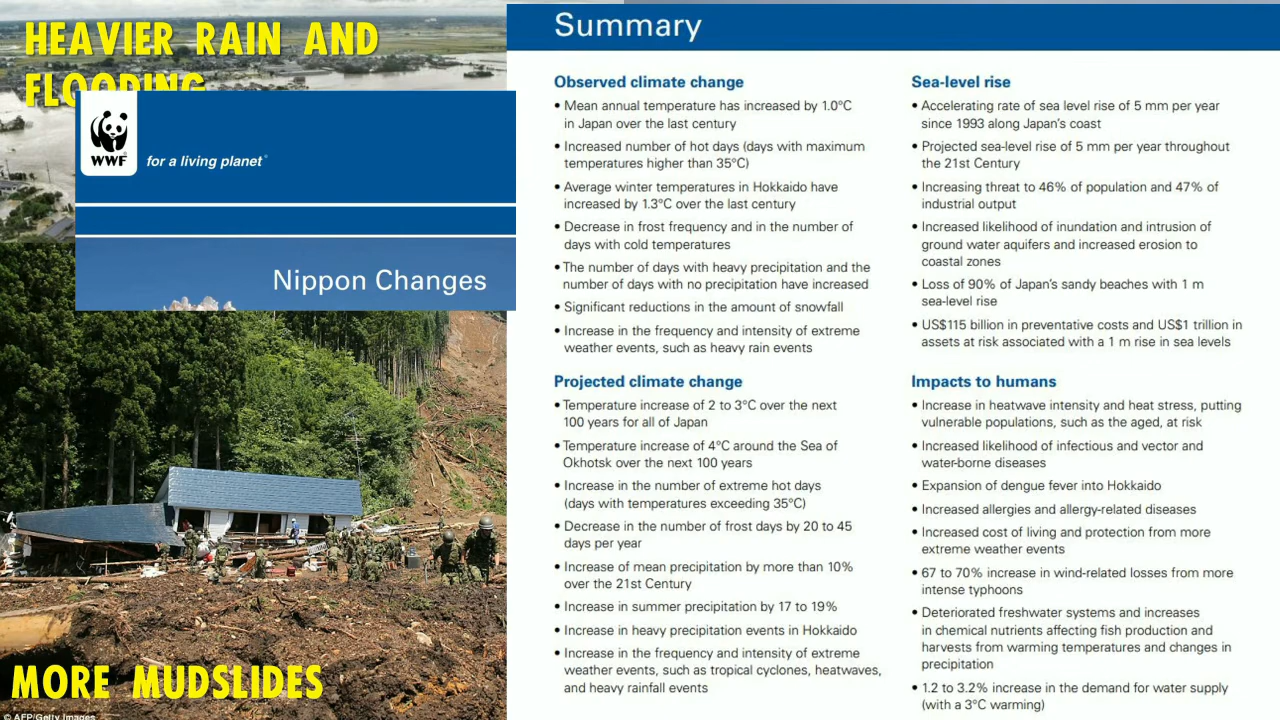 HEAVIER RAIN AND
FLOODING
WWF
for a living planet®
Nippon Changes
MORE MUDSLIDES
© AFP/Getty Images
Summary
Observed climate change
• Mean annual temperature has increased by 1.0°C
in Japan over the last century
• Increased number of hot days (days with maximum
temperatures higher than 35°C)
• Average winter temperatures in Hokkaido have
increased by 1.3°C over the last century
• Decrease in frost frequency and in the number of
days with cold temperatures
• The number of days with heavy precipitation and the
number of days with no precipitation have increased
• Significant reductions in the amount of snowfall
• Increase in the frequency and intensity of extreme
weather events, such as heavy rain events
Projected climate change
• Temperature increase of 2 to 3°C over the next
100 years for all of Japan
• Temperature increase of 4°C around the Sea of
Okhotsk over the next 100 years
• Increase in the number of extreme hot days
(days with temperatures exceeding 35°C)
• Decrease in the number of frost days by 20 to 45
days per year
• Increase of mean precipitation by more than 10%
over the 21st Century
• Increase in summer precipitation by 17 to 19%
• Increase in heavy precipitation events in Hokkaido
• Increase in the frequency and intensity of extreme
weather events, such as tropical cyclones, heatwaves,
and heavy rainfall events
Sea-level rise
• Accelerating rate of sea level rise of 5 mm per year
since 1993 along Japan's coast
• Projected sea-level rise of 5 mm per year throughout
the 21st Century
• Increasing threat to 46% of population and 47% of
industrial output
• Increased likelihood of inundation and intrusion of
ground water aquifers and increased erosion to
coastal zones
• Loss of 90% of Japan's sandy beaches with 1 m
sea-level rise
• US$115 billion in preventative costs and US$1 trillion in
assets at risk associated with a 1 m rise in sea levels
Impacts to humans
• Increase in heatwave intensity and heat stress, putting
vulnerable populations, such as the aged, at risk
• Increased likelihood of infectious and vector and
water-borne diseases
• Expansion of dengue fever into Hokkaido
• Increased allergies and allergy-related diseases
• Increased cost of living and protection from more
extreme weather events
• 67 to 70% increase in wind-related losses from more
intense typhoons
• Deteriorated freshwater systems and increases
in chemical nutrients affecting fish production and
harvests from warming temperatures and changes in
precipitation
• 1.2 to 3.2% increase in the demand for water supply
(with a 3°C warming)